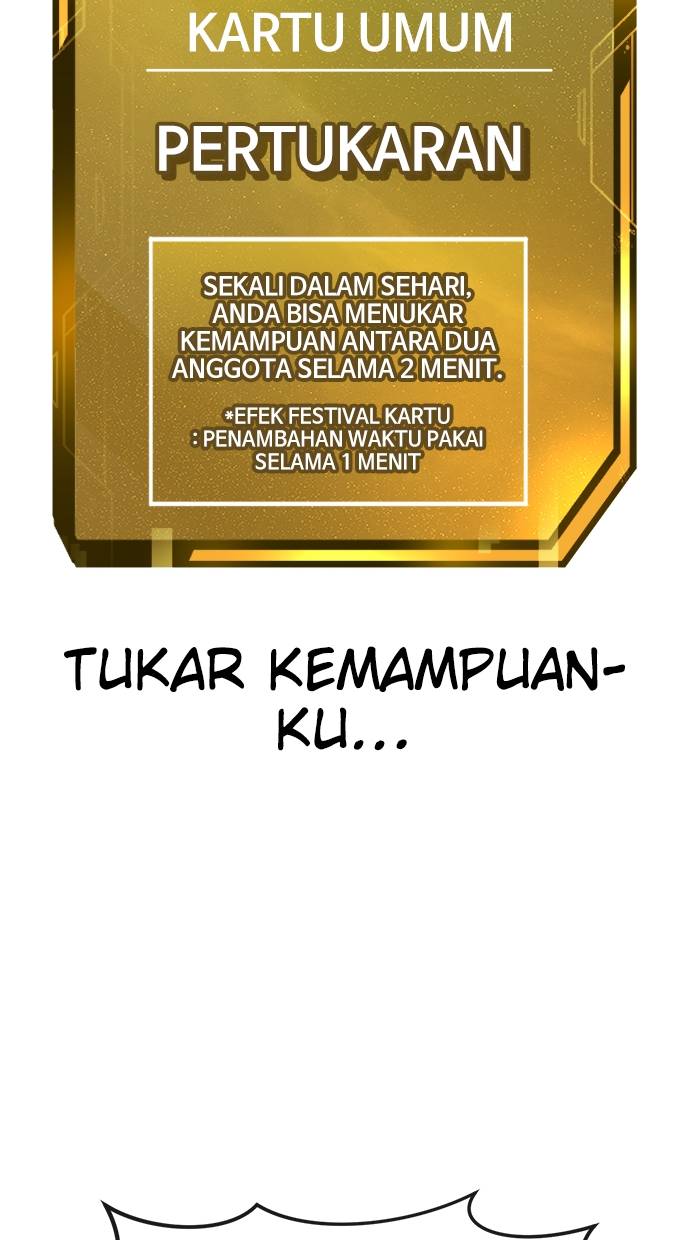 KARTU UMUM
PERTUKARAN
SEKALI DALAM SEHARI,
ANDA BISA MENUKAR
KEMAMPUAN ANTARA DUA
ANGGOTA SELAMA 2 MENIT.
*EFEK FESTIVAL KARTU
: PENAMBAHAN WAKTU PAKAI
SELAMA 1 MENIT
TUKAR KEMAMPUAN-
KU...